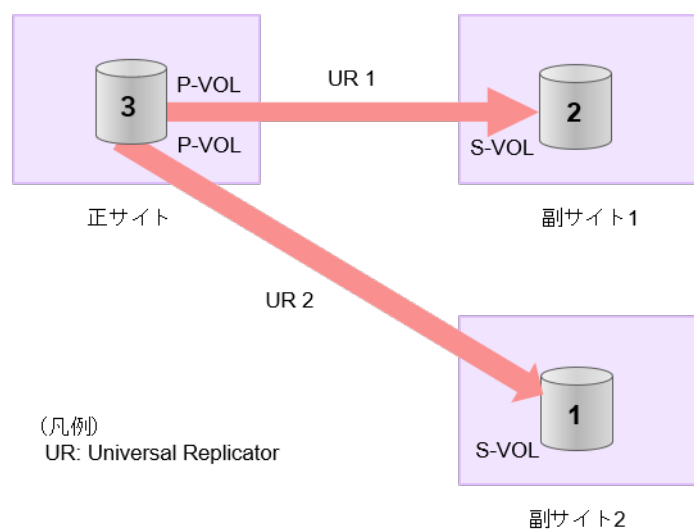 P-VOL
UR 1
3
2
P-VOL
S-VOL
正サイト
副サイト1
UR 2
1
(凡例)
UR: Universal Replicator
S-VOL
副サイト2